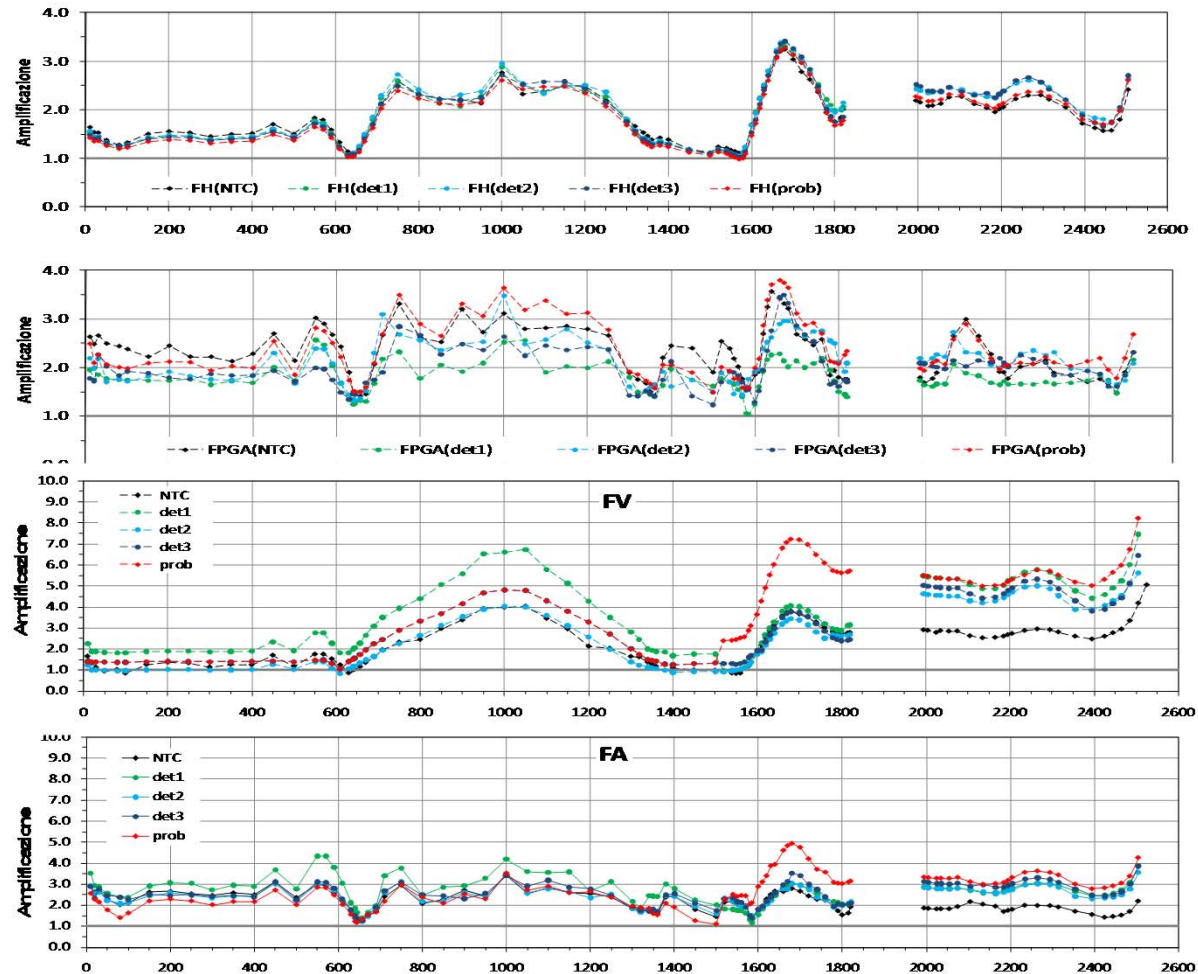 4.0
3.0
2.0
1.0
0.0
Amplificazione
FH(NTC) FH(det1) FH(det2) FH(det3) FH(prob)
0 200 400 600 800 1000 1200 1400 1600 1800 2000 2200 2400 2600
4.0
3.0
2.0
1.0
0.0
Amplificazione
FPGA(NTC) FPGA(det1) FPGA(det2) FPGA(det3) FPGA(prob)
10.0
9.0
8.0
7.0
6.0
5.0
4.0
3.0
2.0
1.0
0.0
Amplificazione
FV
NTC
det1
det2
det3
prob
0 200 400 600 800 1000 1200 1400 1600 1800 2000 2200 2400 2600
10.0
9.0
8.0
7.0
6.0
5.0
4.0
3.0
2.0
1.0
0.0
Amplificazione
FA
NTC
det1
det2
det3
prob
0 200 400 600 800 1000 1200 1400 1600 1800 2000 2200 2400 2600